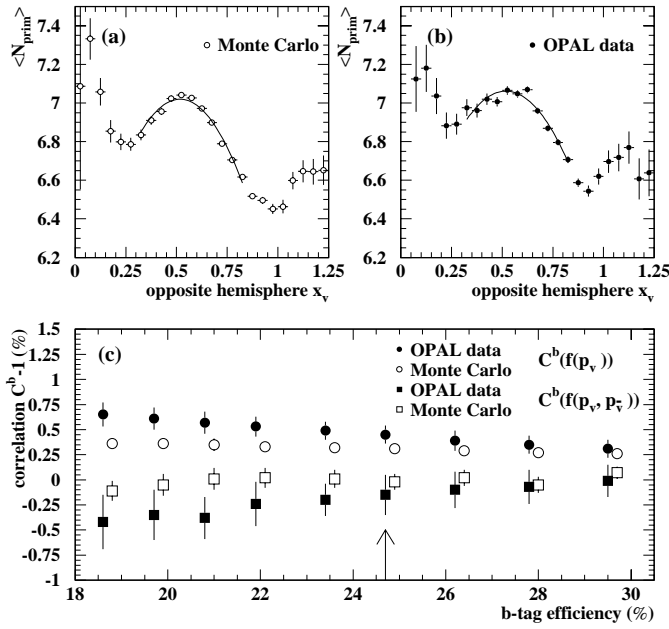 <N_prim>
7.4
7.2
7
6.8
6.6
6.4
6.2
(a)
Monte Carlo
0
0.25
0.5
0.75
1
1.25
opposite hemisphere x_v
<N_prim>
7.4
7.2
7
6.8
6.6
6.4
6.2
(b)
OPAL data
0
0.25
0.5
0.75
1
1.25
opposite hemisphere x_v
correlation C^b-1 (%)
1.5
1.25
1
0.75
0.5
0.25
0
-0.25
-0.5
-0.75
-1
(c)
OPAL data
Monte Carlo
C^b(f(p_v))
OPAL data
Monte Carlo
C^b(f(p_v, p_v̄))
18
20
22
24
26
28
30
b-tag efficiency (%)